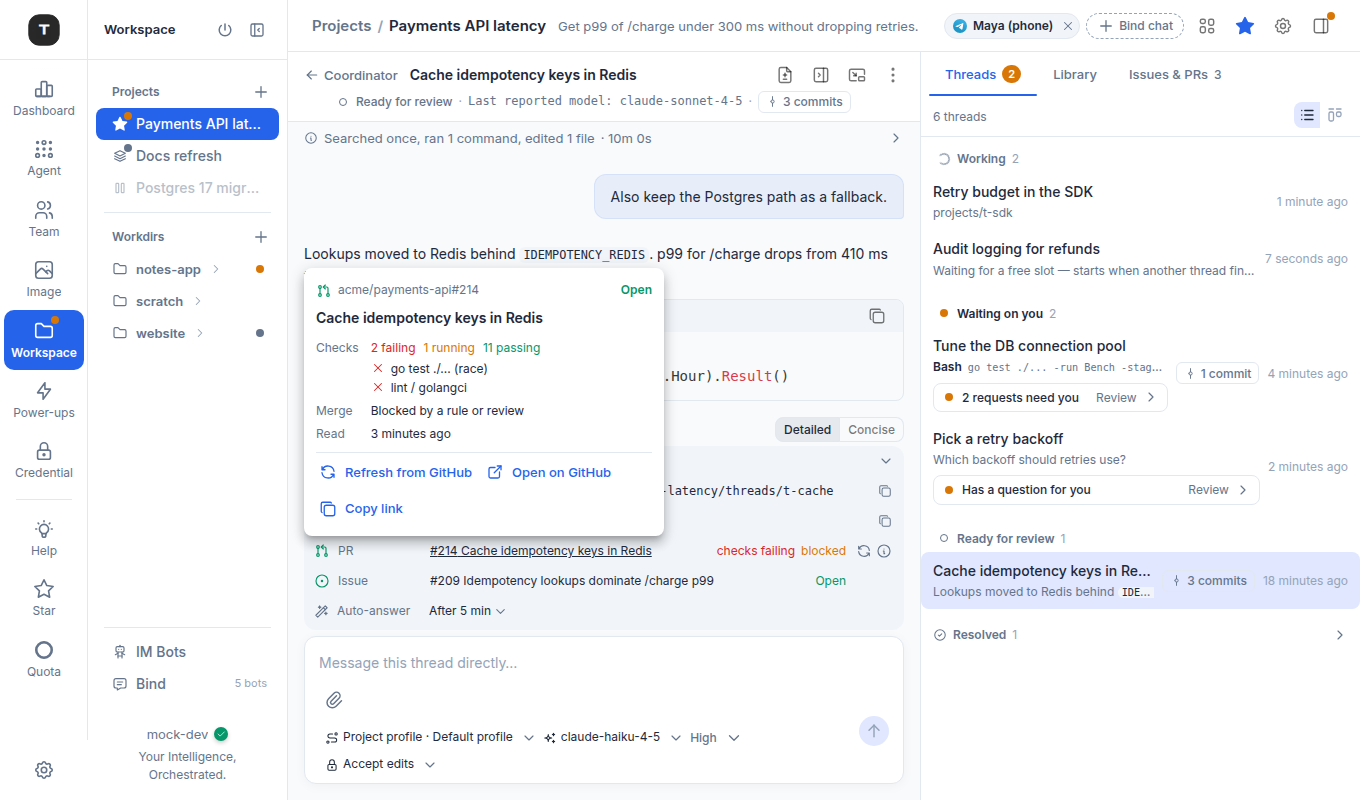 T
Dashboard
Agent
Team
Image
Workspace
Power-ups
Credential
Help
Star
Quota
Workspace
Projects
Payments API lat...
Docs refresh
Postgres 17 migr...
Workdirs
notes-app
scratch
website
IM Bots
Bind 5 bots
mock-dev
Your Intelligence,
Orchestrated.
Projects / Payments API latency Get p99 of /charge under 300 ms without dropping retries.
Maya (phone)
Bind chat
Coordinator Cache idempotency keys in Redis
Ready for review · Last reported model: claude-sonnet-4-5 · 3 commits
Searched once, ran 1 command, edited 1 file · 10m 0s
Also keep the Postgres path as a fallback.
Lookups moved to Redis behind IDEMPOTENCY_REDIS. p99 for /charge drops from 410 ms
acme/payments-api#214 Open
Cache idempotency keys in Redis
Checks 2 failing 1 running 11 passing
go test ./... (race)
lint / golangci
Merge Blocked by a rule or review
Read 3 minutes ago
Refresh from GitHub Open on GitHub
Copy link
.Hour).Result()
Detailed Concise
-latency/threads/t-cache
PR #214 Cache idempotency keys in Redis checks failing blocked
Issue #209 Idempotency lookups dominate /charge p99 Open
Auto-answer After 5 min
Message this thread directly...
Project profile · Default profile claude-haiku-4-5 High
Accept edits
Threads 2 Library Issues & PRs 3
6 threads
Working 2
Retry budget in the SDK
projects/t-sdk
1 minute ago
Audit logging for refunds
Waiting for a free slot — starts when another thread fin...
7 seconds ago
Waiting on you 2
Tune the DB connection pool
Bash go test ./... -run Bench -stag...
1 commit 4 minutes ago
2 requests need you Review
Pick a retry backoff
Which backoff should retries use?
2 minutes ago
Has a question for you Review
Ready for review 1
Cache idempotency keys in Re...
Lookups moved to Redis behind IDE...
3 commits 18 minutes ago
Resolved 1